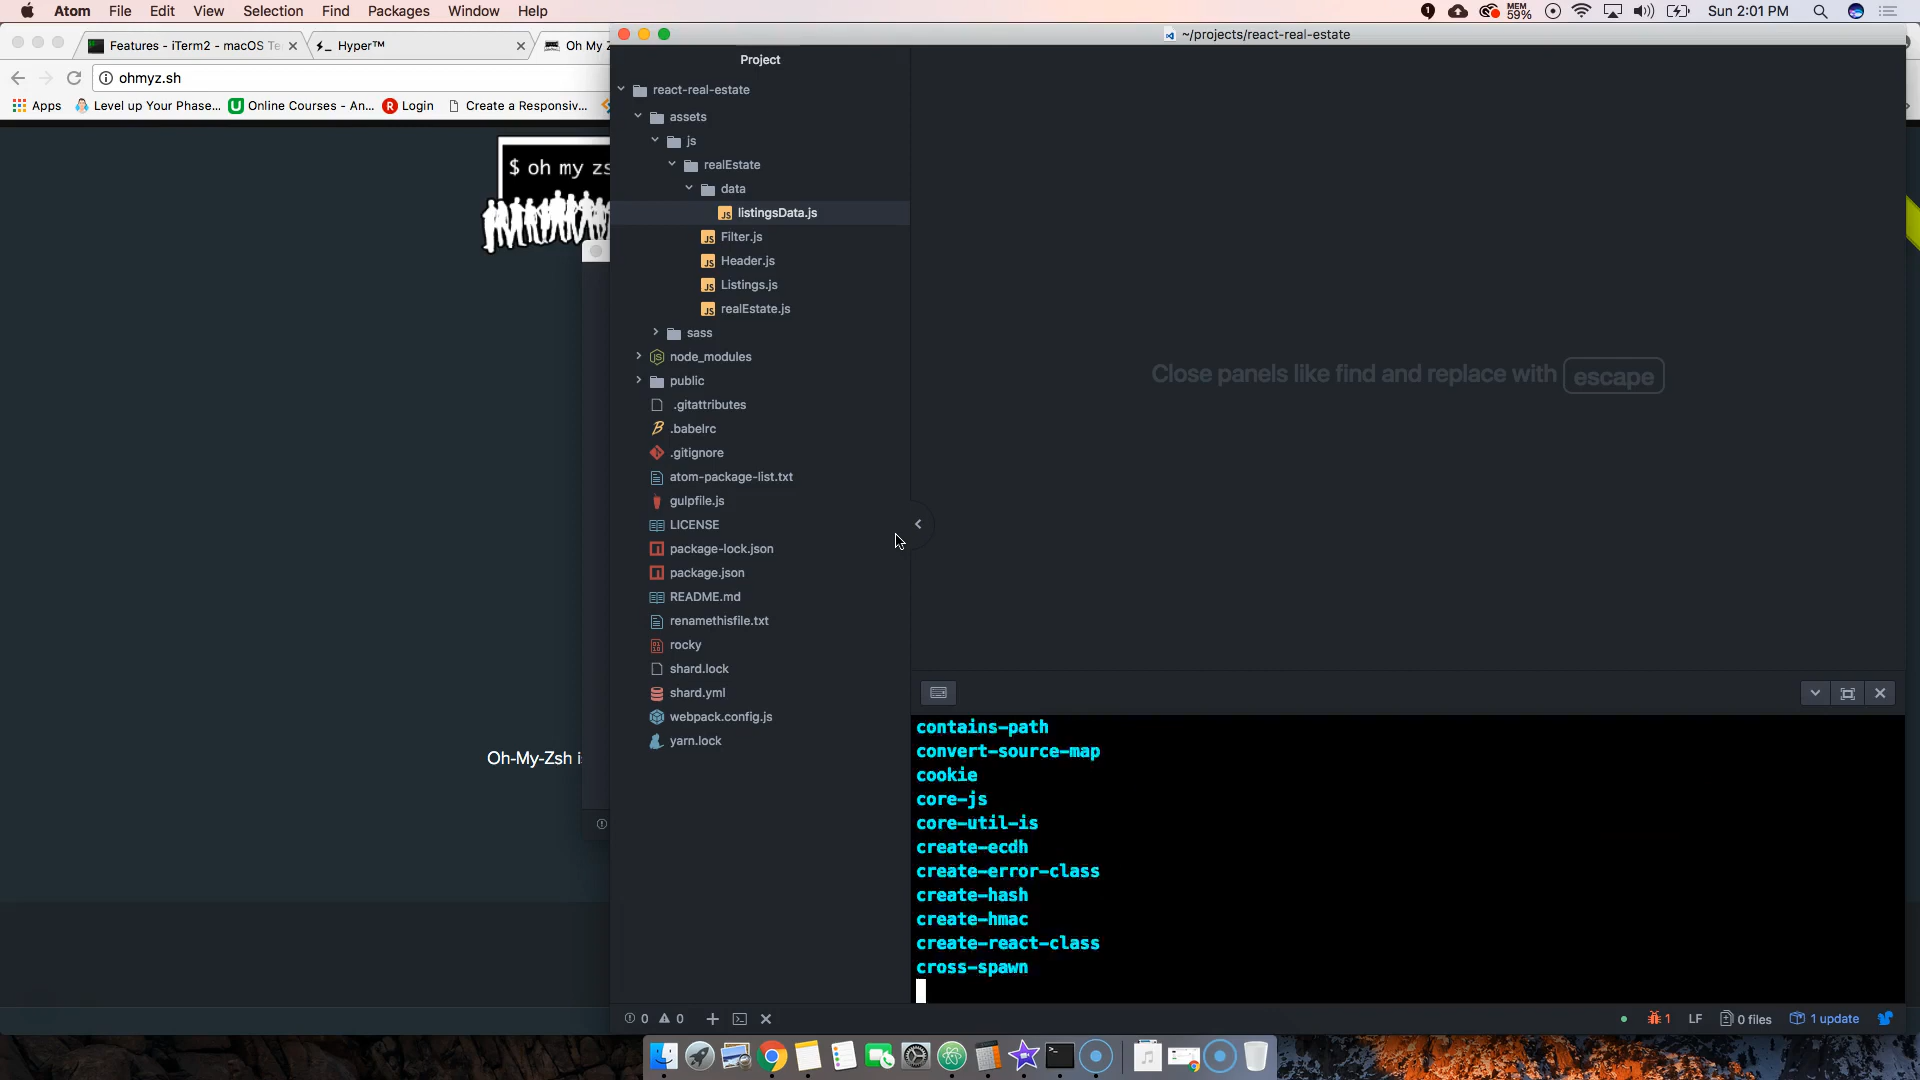 Atom File Edit View Selection Find Packages Window Help
MEM 59% Sun 2:01 PM
Features - iTerm2 - macOS Te
Hyper™
Oh My Z
~/projects/react-real-estate
ohmyz.sh
Apps Level up Your Phase... Online Courses - An... Login Create a Responsiv...
$ oh my zs
Oh-My-Zsh i
Project
react-real-estate
assets
js
realEstate
data
listingsData.js
Filter.js
Header.js
Listings.js
realEstate.js
sass
node_modules
public
.gitattributes
.babelrc
.gitignore
atom-package-list.txt
gulpfile.js
LICENSE
package-lock.json
package.json
README.md
renamethisfile.txt
rocky
shard.lock
shard.yml
webpack.config.js
yarn.lock
Close panels like find and replace with escape
contains-path
convert-source-map
cookie
core-js
core-util-is
create-ecdh
create-error-class
create-hash
create-hmac
create-react-class
cross-spawn
0 0
1 LF 0 files 1 update